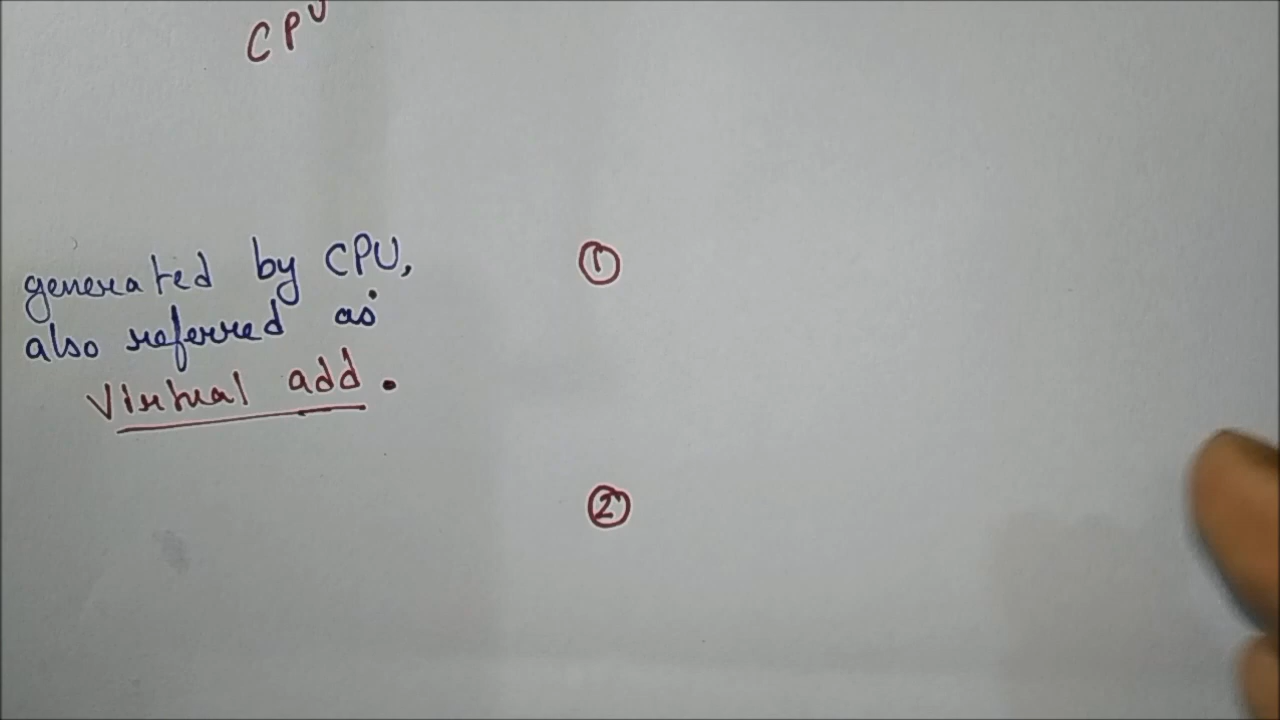 CPU
generated by CPU,
also referred as
Virtual add.
1
2